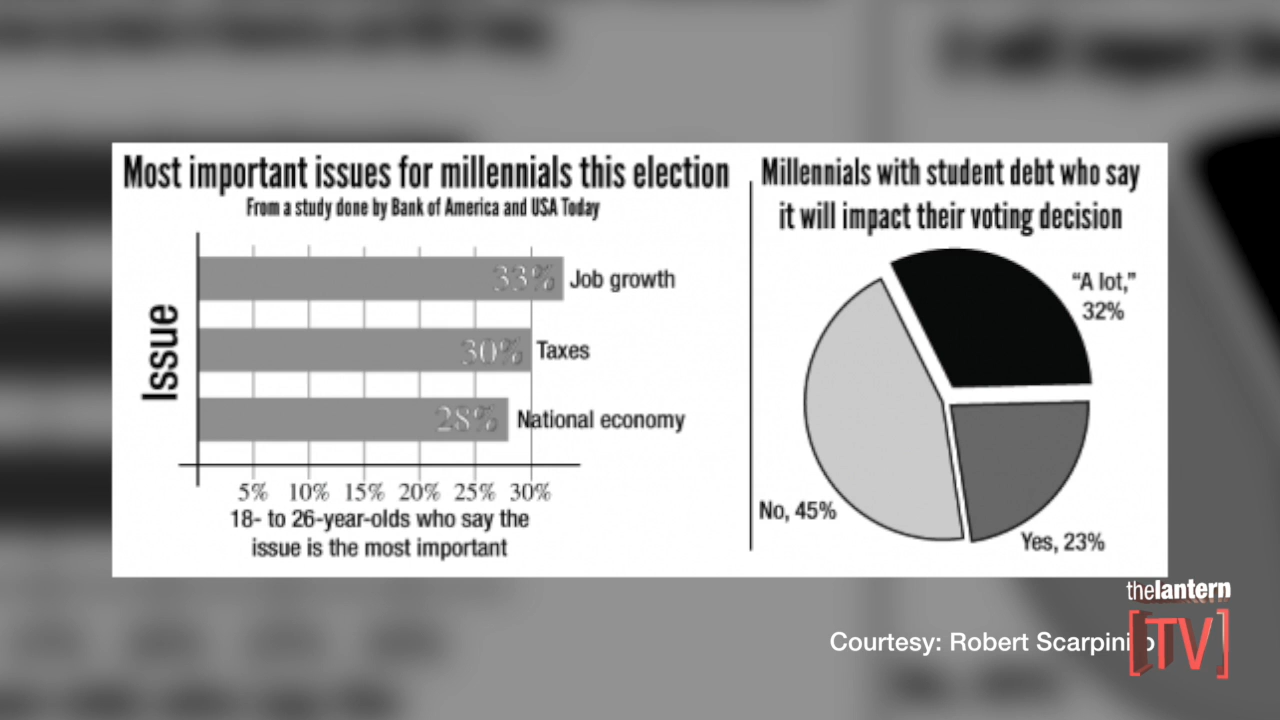 Most important issues for millennials this election
From a study done by Bank of America and USA Today
Issue
33% Job growth
30% Taxes
28% National economy
5% 10% 15% 20% 25% 30%
18- to 26-year-olds who say the
issue is the most important
Millennials with student debt who say
it will impact their voting decision
“A lot,”
32%
No, 45%
Yes, 23%
thelantern
[TV]
Courtesy: Robert